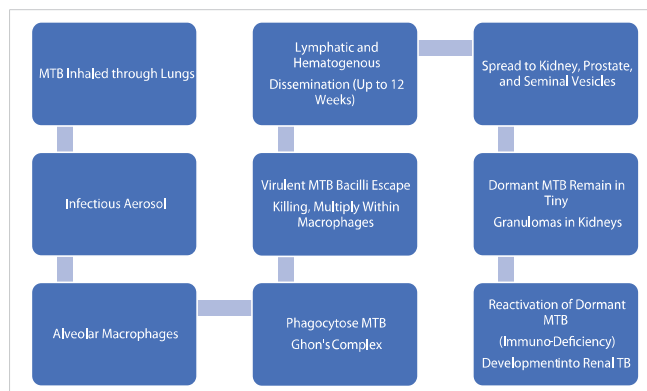 MTB Inhaled through Lungs
Infectious Aerosol
Alveolar Macrophages
Phagocytose MTB
Ghon's Complex
Virulent MTB Bacilli Escape
Killing, Multiply Within
Macrophages
Lymphatic and
Hematogenous
Dissemination (Up to 12
Weeks)
Spread to Kidney, Prostate,
and Seminal Vesicles
Dormant MTB Remain in
Tiny
Granulomas in Kidneys
Reactivation of Dormant
MTB
(Immuno-Deficiency)
Developmentinto Renal TB